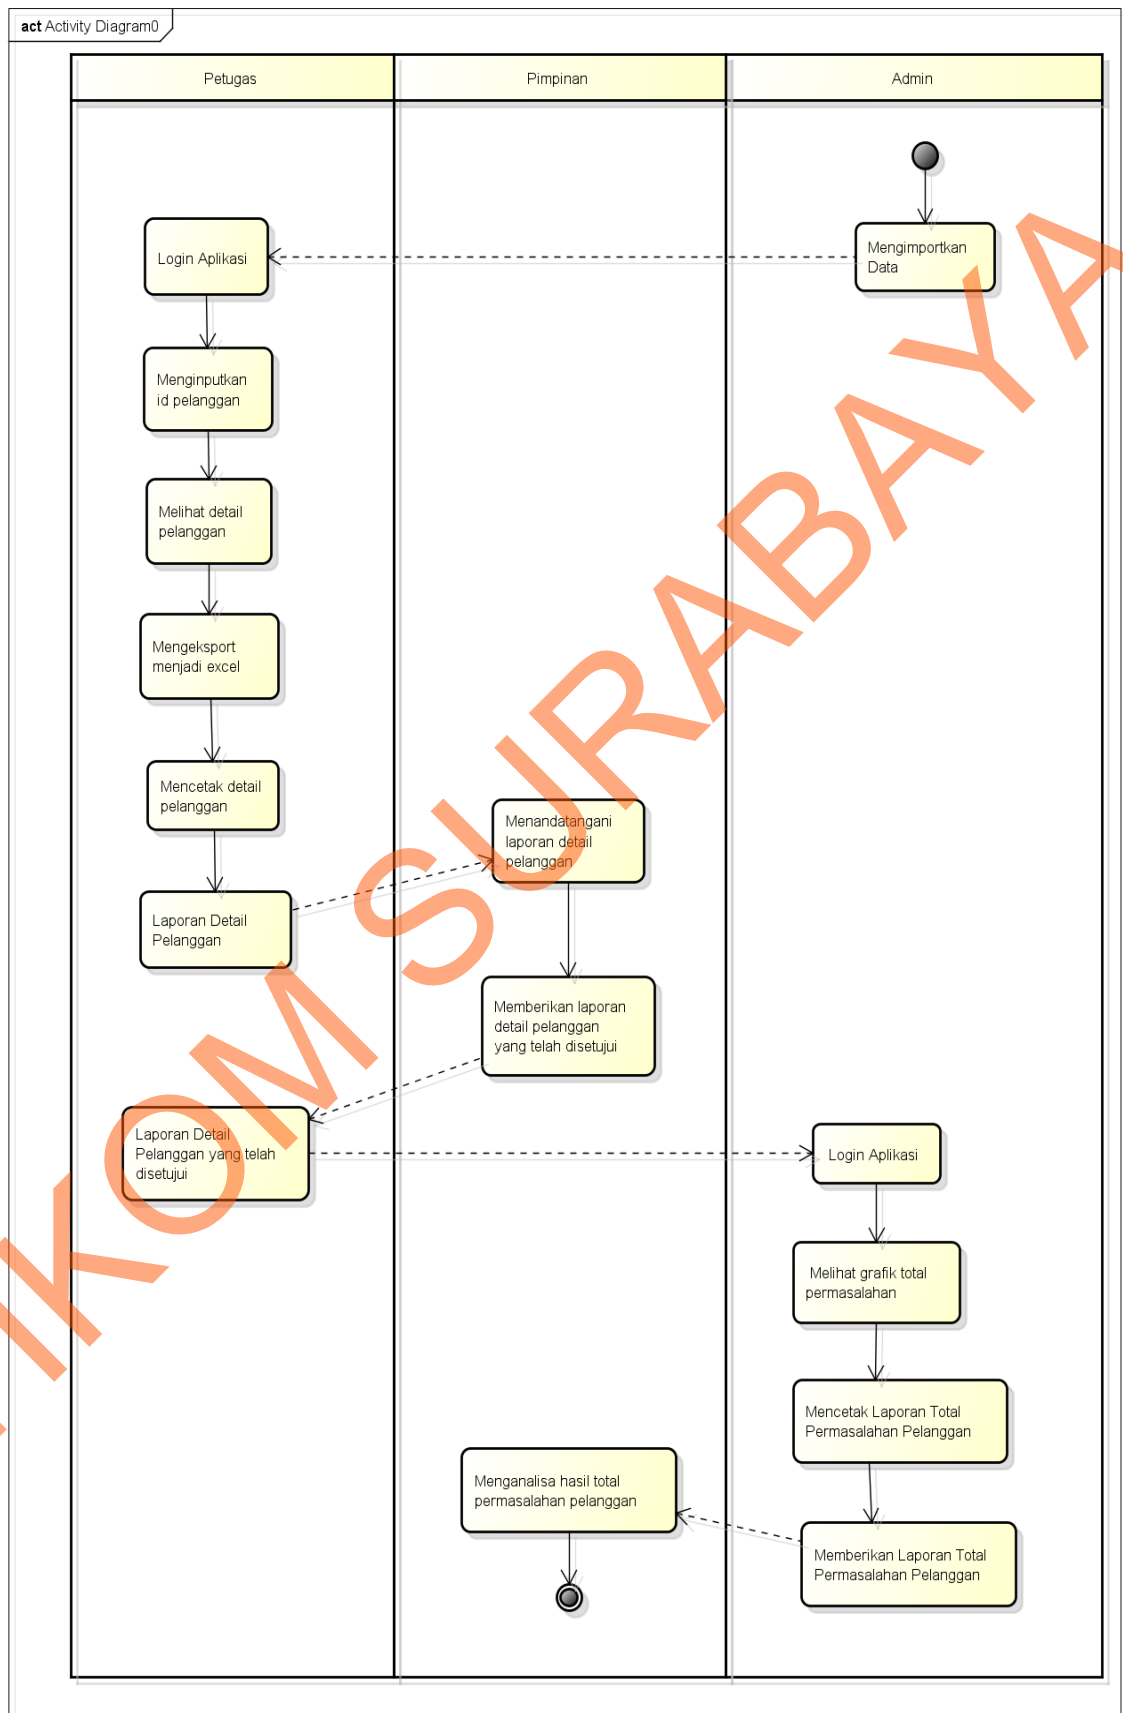 act Activity Diagram0
Petugas
Pimpinan
Admin
Mengimportkan
Data
Login Aplikasi
Menginputkan
id pelanggan
Melihat detail
pelanggan
Mengeksport
menjadi excel
Mencetak detail
pelanggan
Menandatangani
laporan detail
pelanggan
Laporan Detail
Pelanggan
Memberikan laporan
detail pelanggan
yang telah disetujui
Laporan Detail
Pelanggan yang telah
disetujui
Login Aplikasi
Melihat grafik total
permasalahan
Mencetak Laporan Total
Permasalahan Pelanggan
Menganalisa hasil total
permasalahan pelanggan
Memberikan Laporan Total
Permasalahan Pelanggan
IKOM SURABAYA